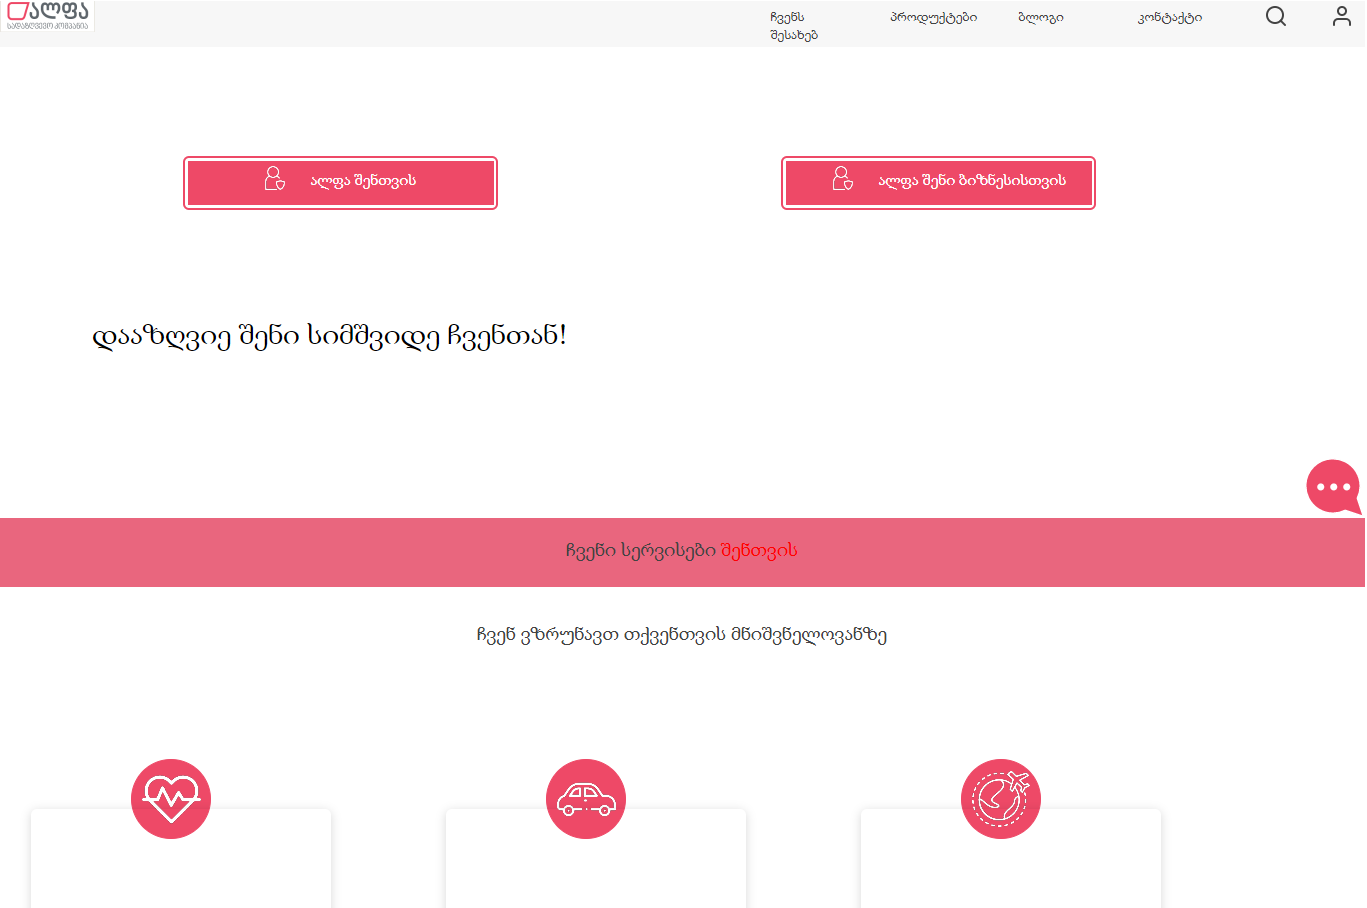 ალფა
სადაზღვევო კომპანია
ჩვენს
შესახებ
პროდუქტები
ბლოგი
კონტაქტი
ალფა შენთვის
ალფა შენი ბიზნესისთვის
დააზღვიე შენი სიმშვიდე ჩვენთან!
ჩვენი სერვისები შენთვის
ჩვენ ვზრუნავთ თქვენთვის მნიშვნელოვანზე